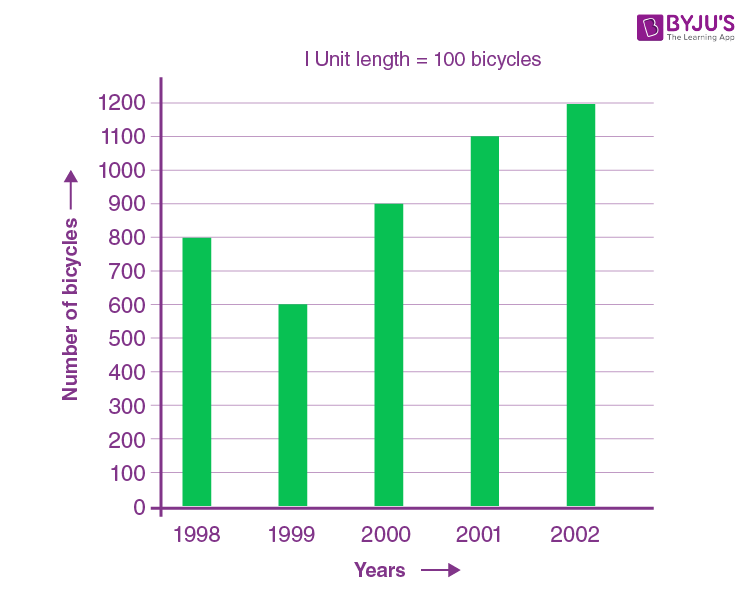 BYJU'S
The Learning App
I Unit length = 100 bicycles
1200
1100
1000
900
800
700
600
500
400
300
200
100
0
Number of bicycles
1998 1999 2000 2001 2002
Years